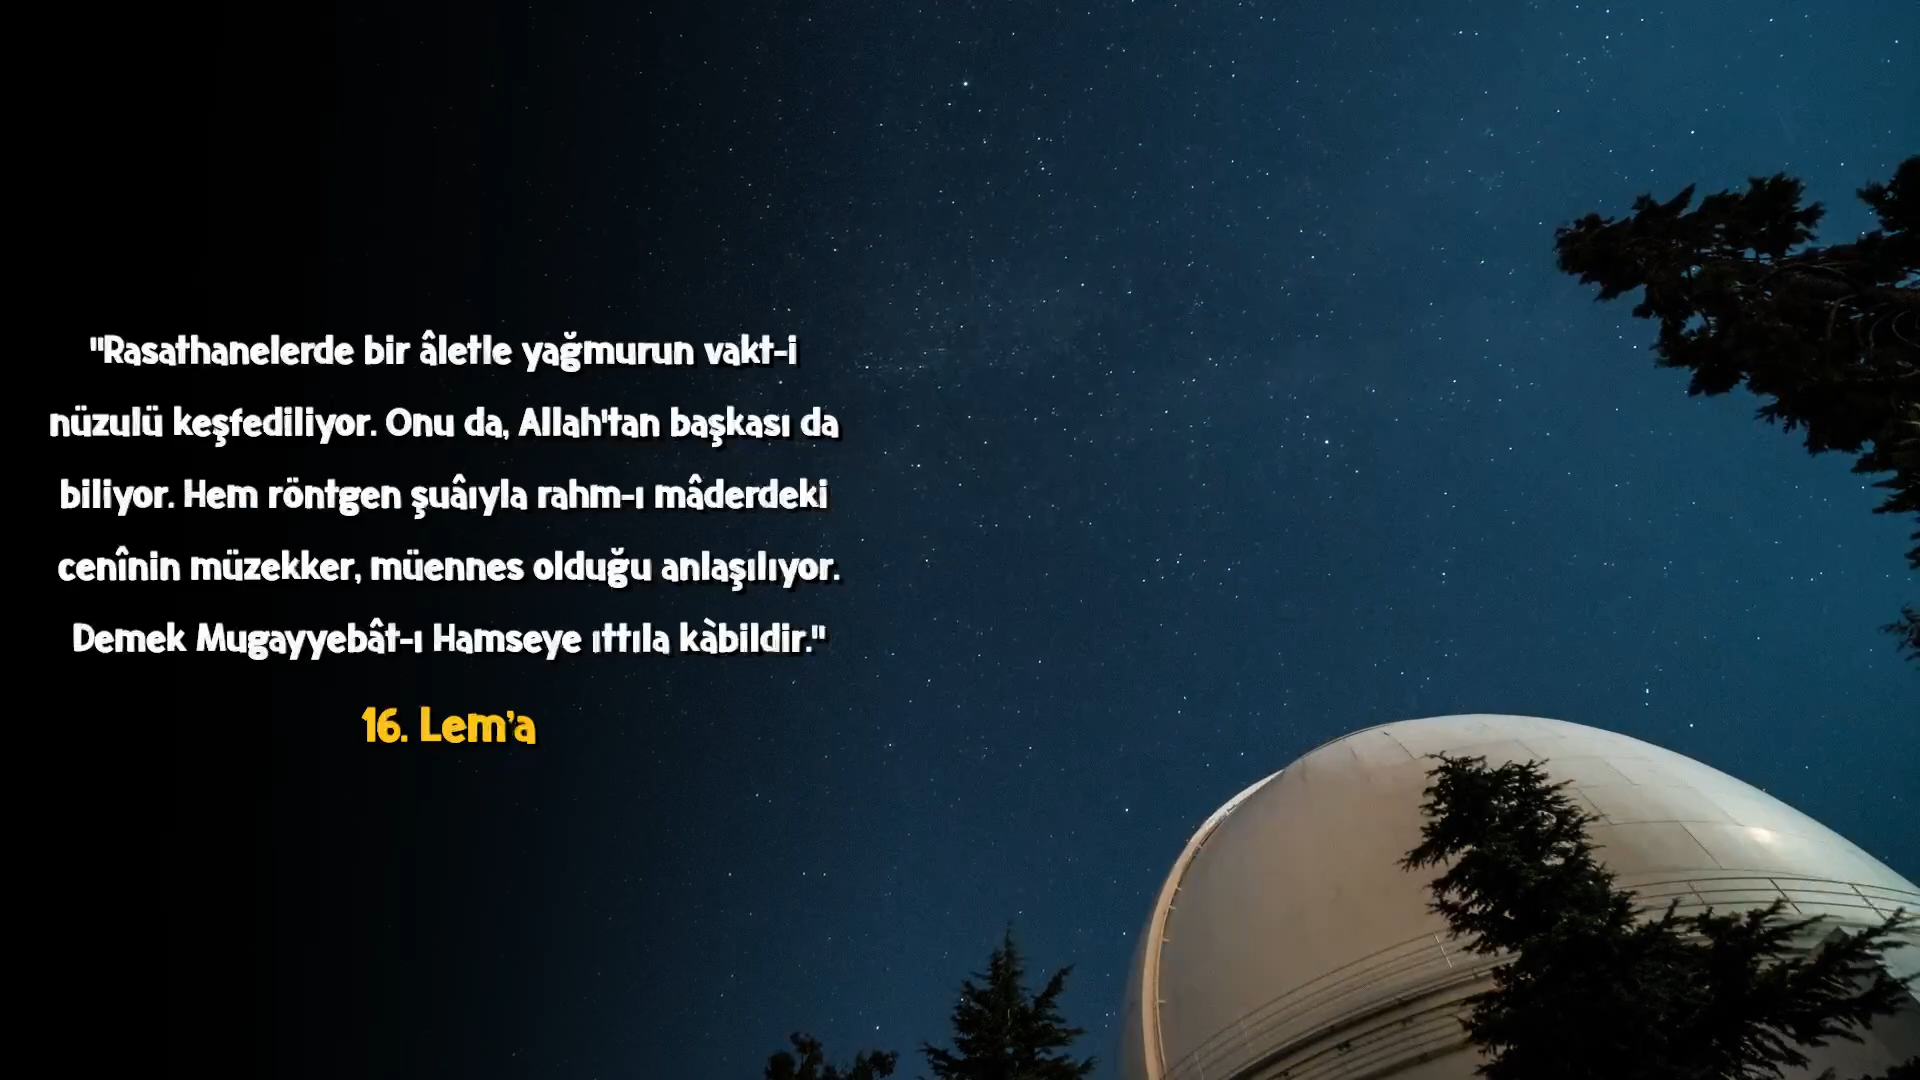 "Rasathanelerde bir âletle yağmurun vakt-i
nüzulü keşfediliyor. Onu da, Allah'tan başkası da
biliyor. Hem röntgen şuâıyla rahm-ı mâderdeki
cenînin müzekker, müennes olduğu anlaşılıyor.
Demek Mugayyebât-ı Hamseye ıttıla kàbildir."
16. Lem'a